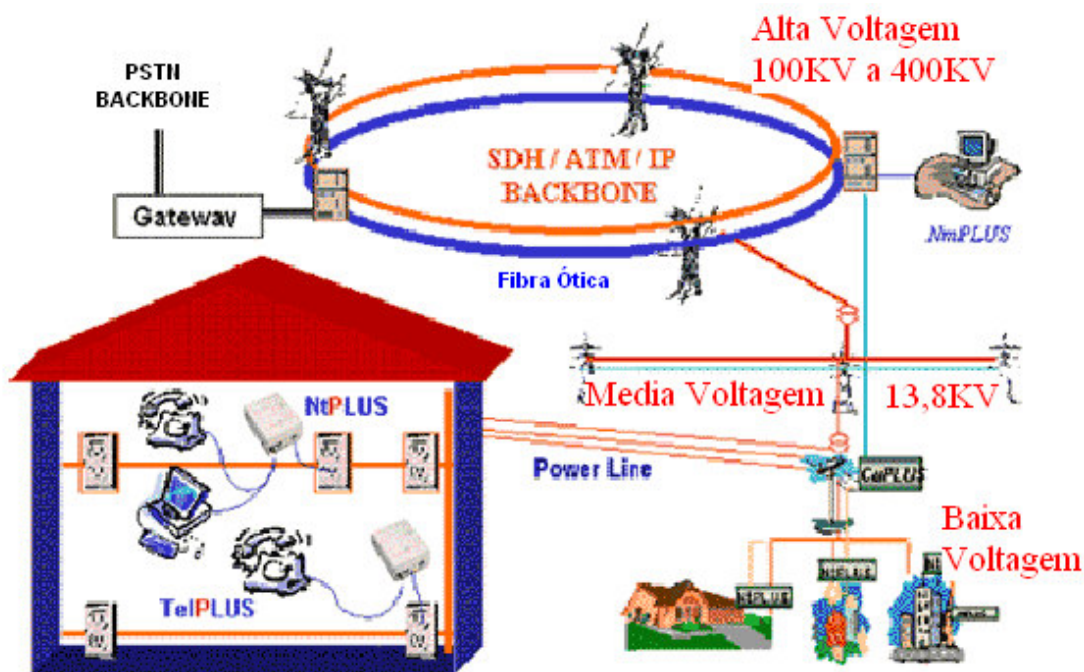 Alta Voltagem
100KV a 400KV
PSTN
BACKBONE
SDH / ATM / IP
BACKBONE
Gateway
NmPLUS
Fibra Ótica
Media Voltagem
13,8KV
NtPLUS
Power Line
Baixa
Voltagem
TelPLUS